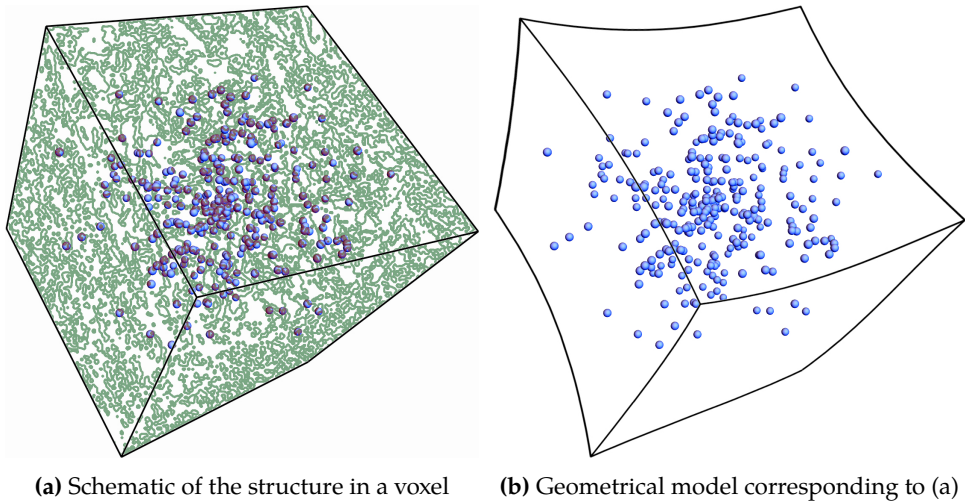 (a) Schematic of the structure in a voxel
(b) Geometrical model corresponding to (a)